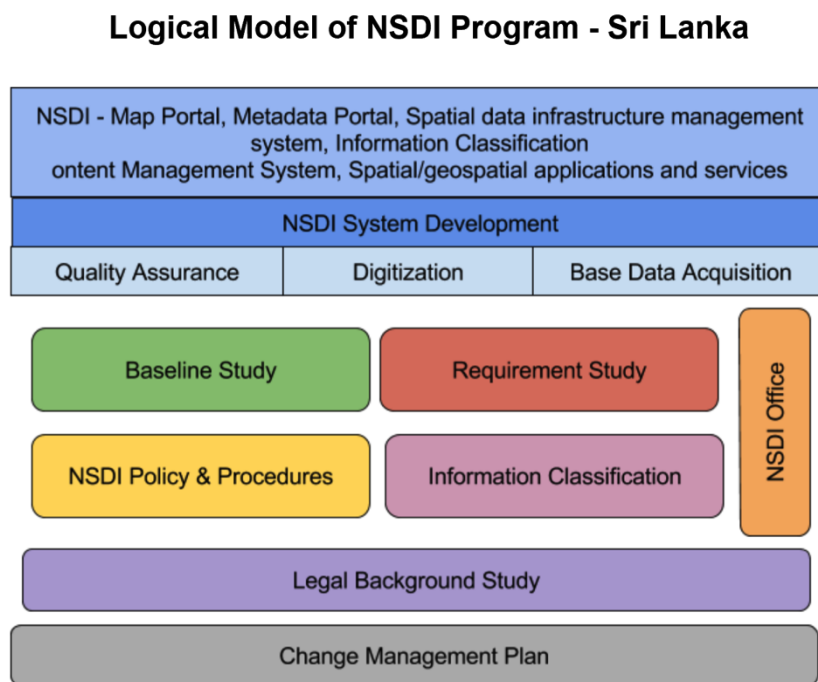 Logical Model of NSDI Program - Sri Lanka
NSDI - Map Portal, Metadata Portal, Spatial data infrastructure management
system, Information Classification
ontent Management System, Spatial/geospatial applications and services
NSDI System Development
Quality Assurance
Digitization
Base Data Acquisition
Baseline Study
Requirement Study
NSDI Office
NSDI Policy & Procedures
Information Classification
Legal Background Study
Change Management Plan